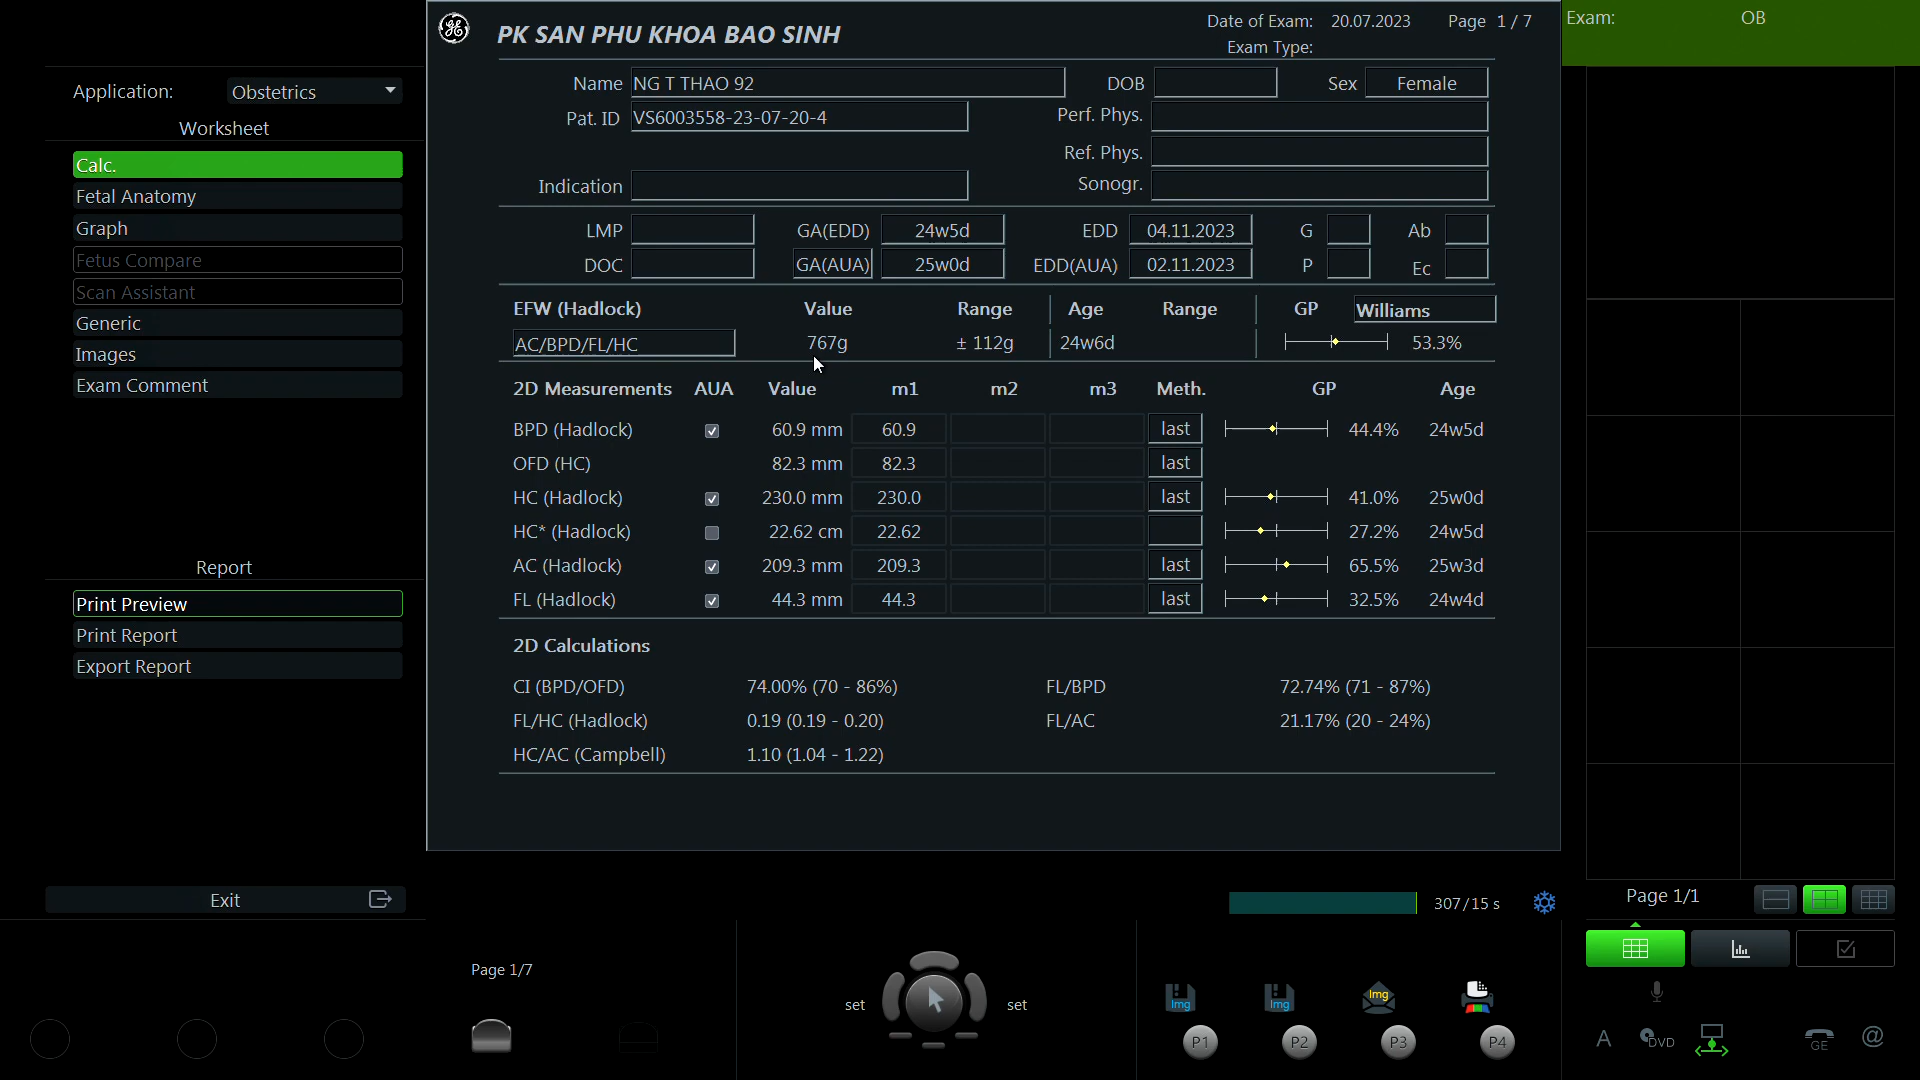 PK SAN PHU KHOA BAO SINH
Date of Exam: 20.07.2023 Page 1 / 7
Exam Type:
Exam: OB
Application: Obstetrics
Worksheet
Calc.
Fetal Anatomy
Graph
Fetus Compare
Scan Assistant
Generic
Images
Exam Comment
Report
Print Preview
Print Report
Export Report
Exit
Name NG T THAO 92 DOB Sex Female
Pat. ID VS6003558-23-07-20-4 Perf. Phys.
Ref. Phys.
Indication Sonogr.
LMP GA(EDD) 24w5d EDD 04.11.2023 G Ab
DOC GA(AUA) 25w0d EDD(AUA) 02.11.2023 P Ec
EFW (Hadlock) Value Range Age Range GP Williams
AC/BPD/FL/HC 767g ± 112g 24w6d 53.3%
2D Measurements AUA Value m1 m2 m3 Meth. GP Age
BPD (Hadlock) 60.9 mm 60.9 last 44.4% 24w5d
OFD (HC) 82.3 mm 82.3 last
HC (Hadlock) 230.0 mm 230.0 last 41.0% 25w0d
HC* (Hadlock) 22.62 cm 22.62 27.2% 24w5d
AC (Hadlock) 209.3 mm 209.3 last 65.5% 25w3d
FL (Hadlock) 44.3 mm 44.3 last 32.5% 24w4d
2D Calculations
CI (BPD/OFD) 74.00% (70 - 86%) FL/BPD 72.74% (71 - 87%)
FL/HC (Hadlock) 0.19 (0.19 - 0.20) FL/AC 21.17% (20 - 24%)
HC/AC (Campbell) 1.10 (1.04 - 1.22)
307/15 s
Page 1/1
Page 1/7
set set
Img Img Img
P1 P2 P3 P4
A DVD GE @